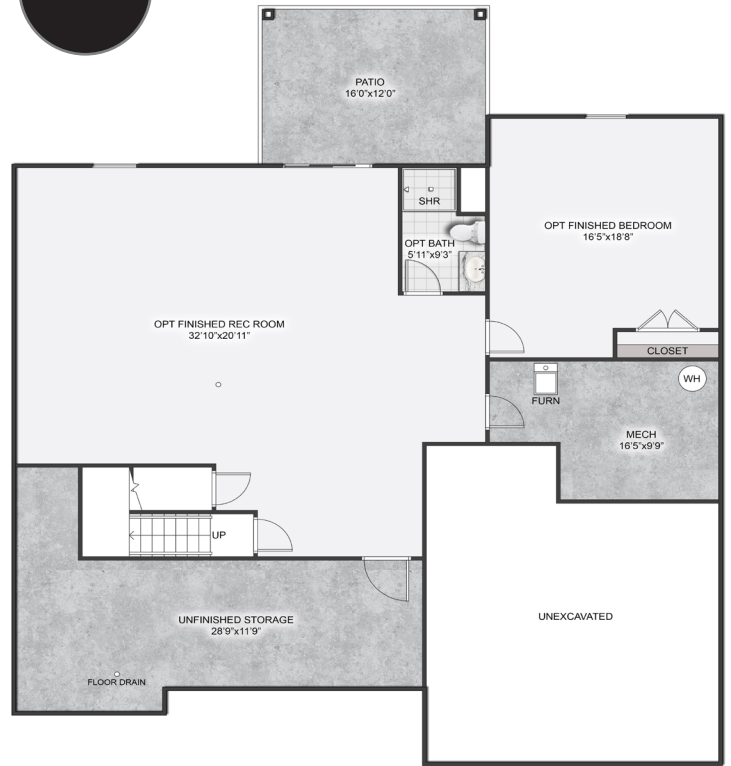 PATIO
16'0"x12'0"
SHR
OPT BATH
5'11"x9'3"
OPT FINISHED BEDROOM
16'5"x18'8"
OPT FINISHED REC ROOM
32'10"x20'11"
CLOSET
WH
FURN
MECH
16'5"x9'9"
UP
UNFINISHED STORAGE
28'9"x11'9"
UNEXCAVATED
FLOOR DRAIN